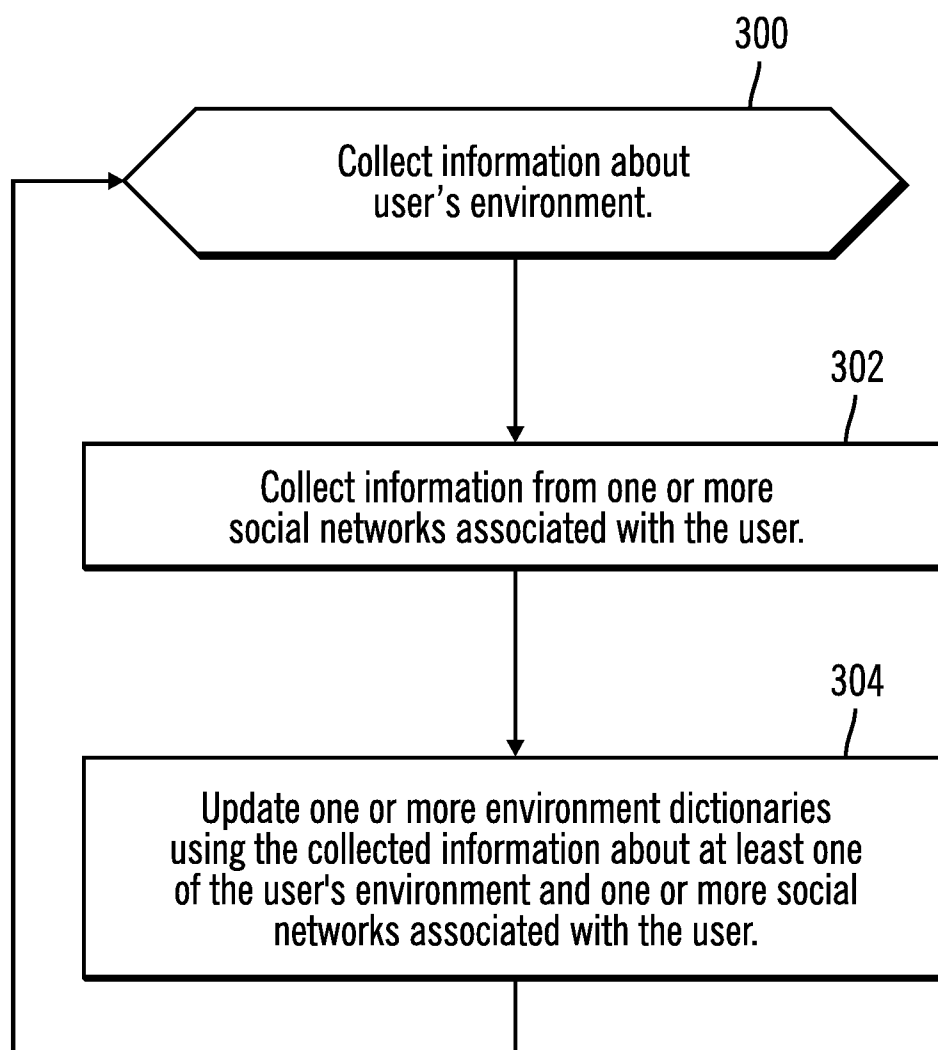 300
Collect information about
user’s environment.
302
Collect information from one or more
social networks associated with the user.
304
Update one or more environment dictionaries
using the collected information about at least one
of the user's environment and one or more social
networks associated with the user.